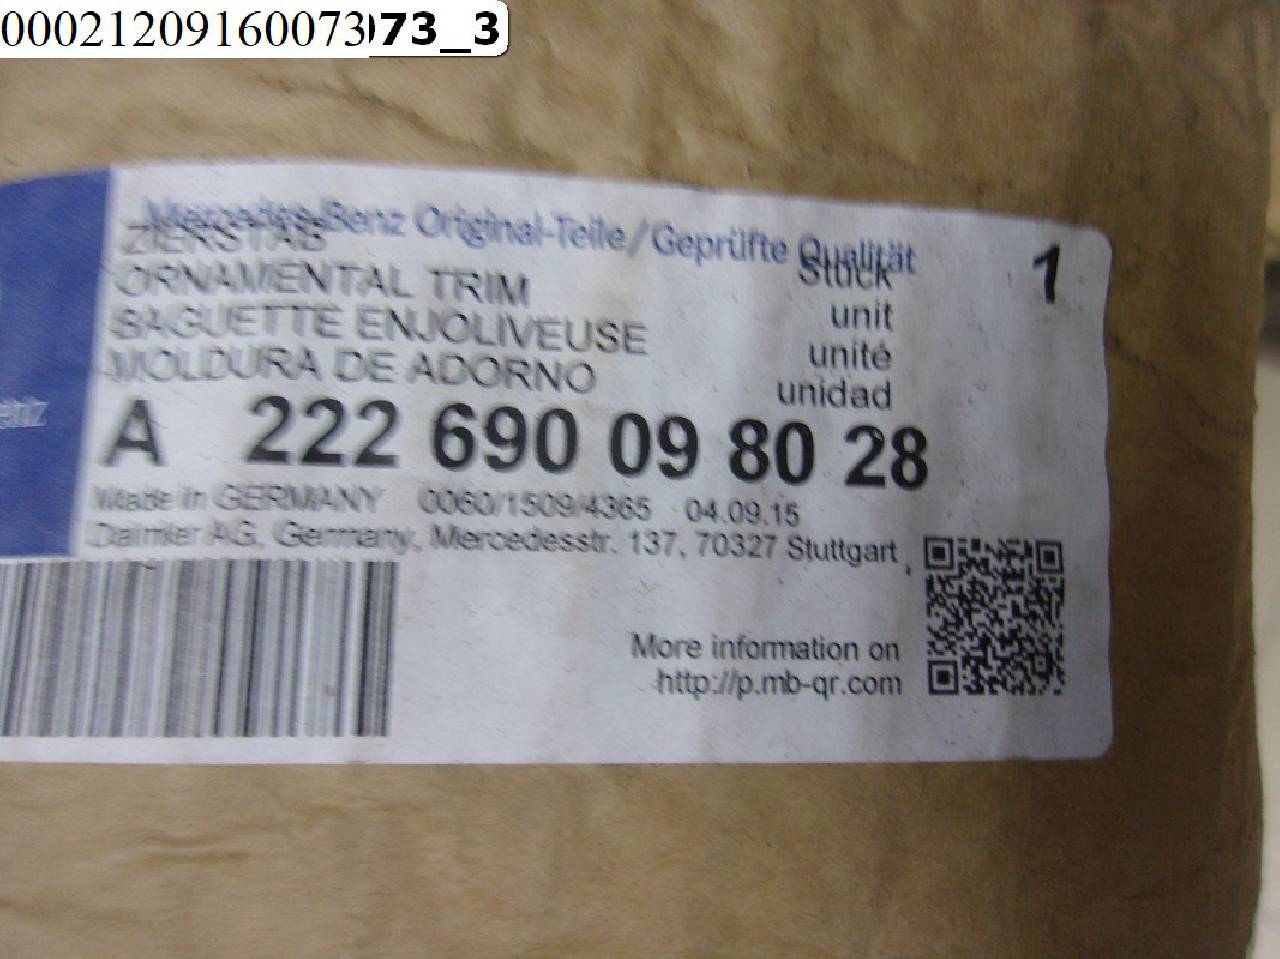 00021209160073073_3
Mercedes-Benz Original-Teile/Geprüfte Qualität
ZIERSTAB
ORNAMENTAL TRIM
BAGUETTE ENJOLIVEUSE
MOLDURA DE ADORNO
Stück 1
unit
unité
unidad
A 222 690 09 80 28
Made in GERMANY 0060/1509/4365 04.09.15
Daimler AG, Germany, Mercedesstr. 137, 70327 Stuttgart
More information on
http://p.mb-qr.com